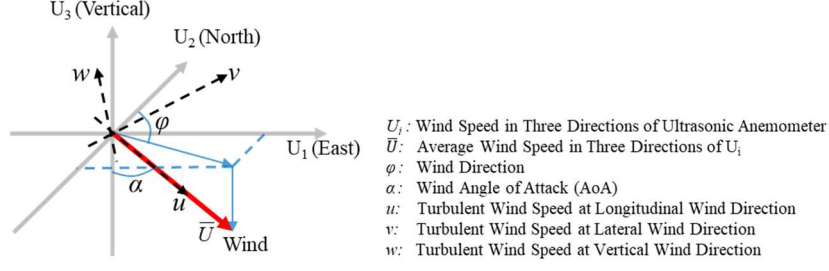 U₃ (Vertical)
U₂ (North)
w
v
φ
U₁ (East)
α
u
U̅
Wind
Uᵢ : Wind Speed in Three Directions of Ultrasonic Anemometer
U̅: Average Wind Speed in Three Directions of Uᵢ
φ: Wind Direction
α: Wind Angle of Attack (AoA)
u: Turbulent Wind Speed at Longitudinal Wind Direction
v: Turbulent Wind Speed at Lateral Wind Direction
w: Turbulent Wind Speed at Vertical Wind Direction